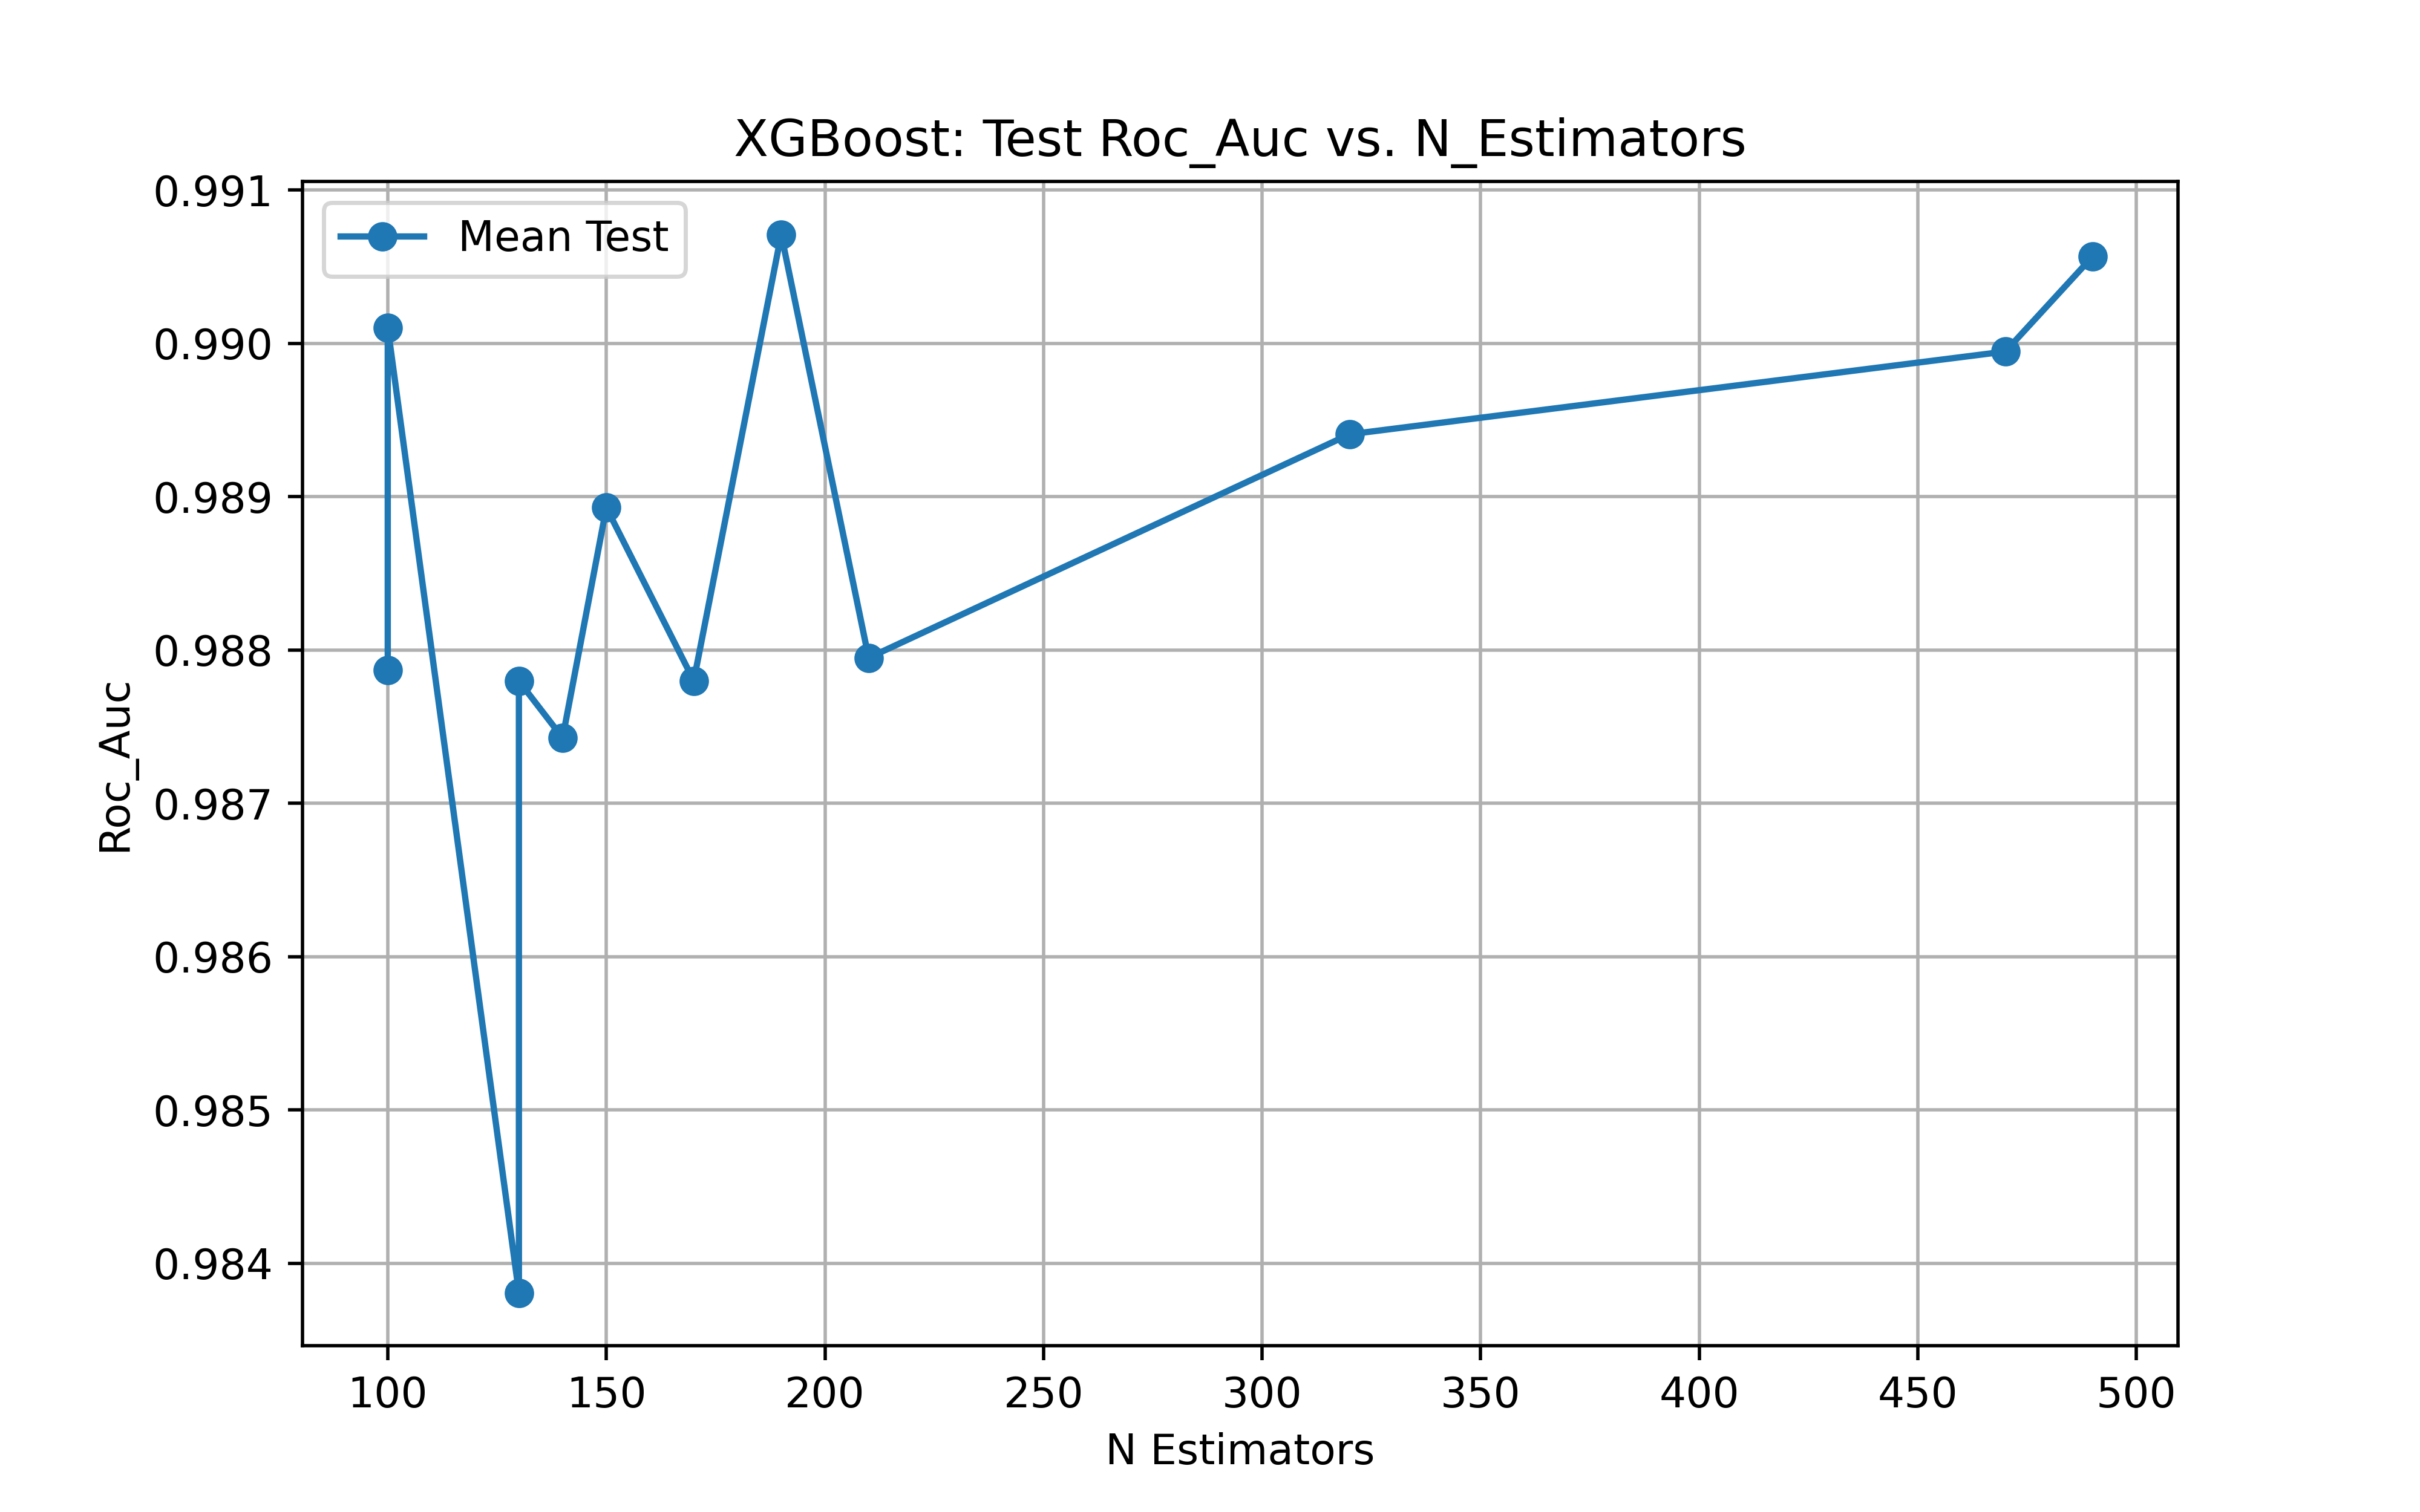 XGBoost: Test Roc_Auc vs. N_Estimators
Mean Test
Roc_Auc
0.991
0.990
0.989
0.988
0.987
0.986
0.985
0.984
100 150 200 250 300 350 400 450 500
N Estimators